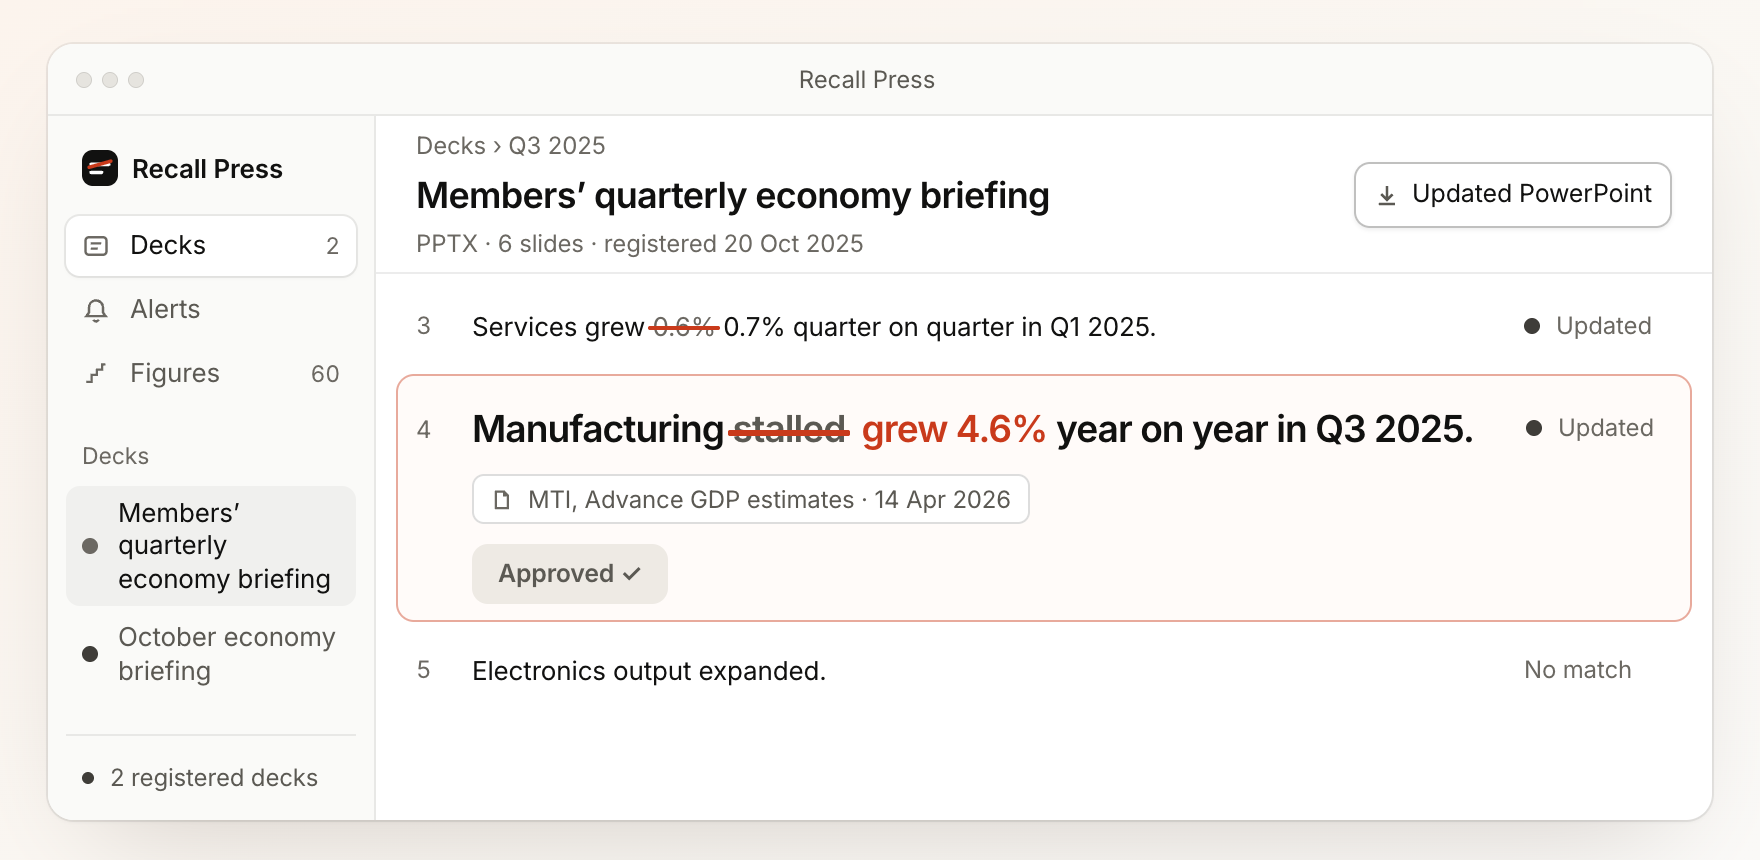 Recall Press
Recall Press
Decks 2
Alerts
Figures 60
Decks
Members’
quarterly
economy briefing
October economy
briefing
2 registered decks
Decks › Q3 2025
Members’ quarterly economy briefing
PPTX · 6 slides · registered 20 Oct 2025
Updated PowerPoint
3 Services grew 0.6% 0.7% quarter on quarter in Q1 2025. Updated
4 Manufacturing stalled grew 4.6% year on year in Q3 2025. Updated
MTI, Advance GDP estimates · 14 Apr 2026
Approved ✓
5 Electronics output expanded. No match